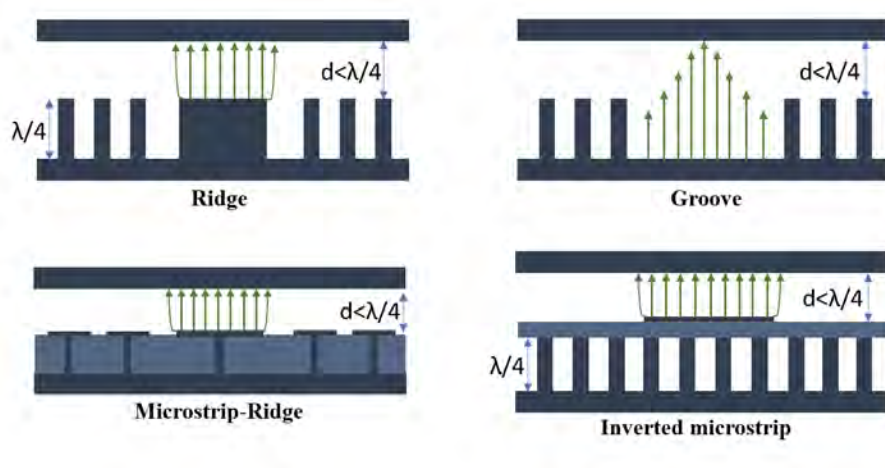 d<λ/4
λ/4
Ridge
d<λ/4
Groove
d<λ/4
Microstrip-Ridge
d<λ/4
λ/4
Inverted microstrip